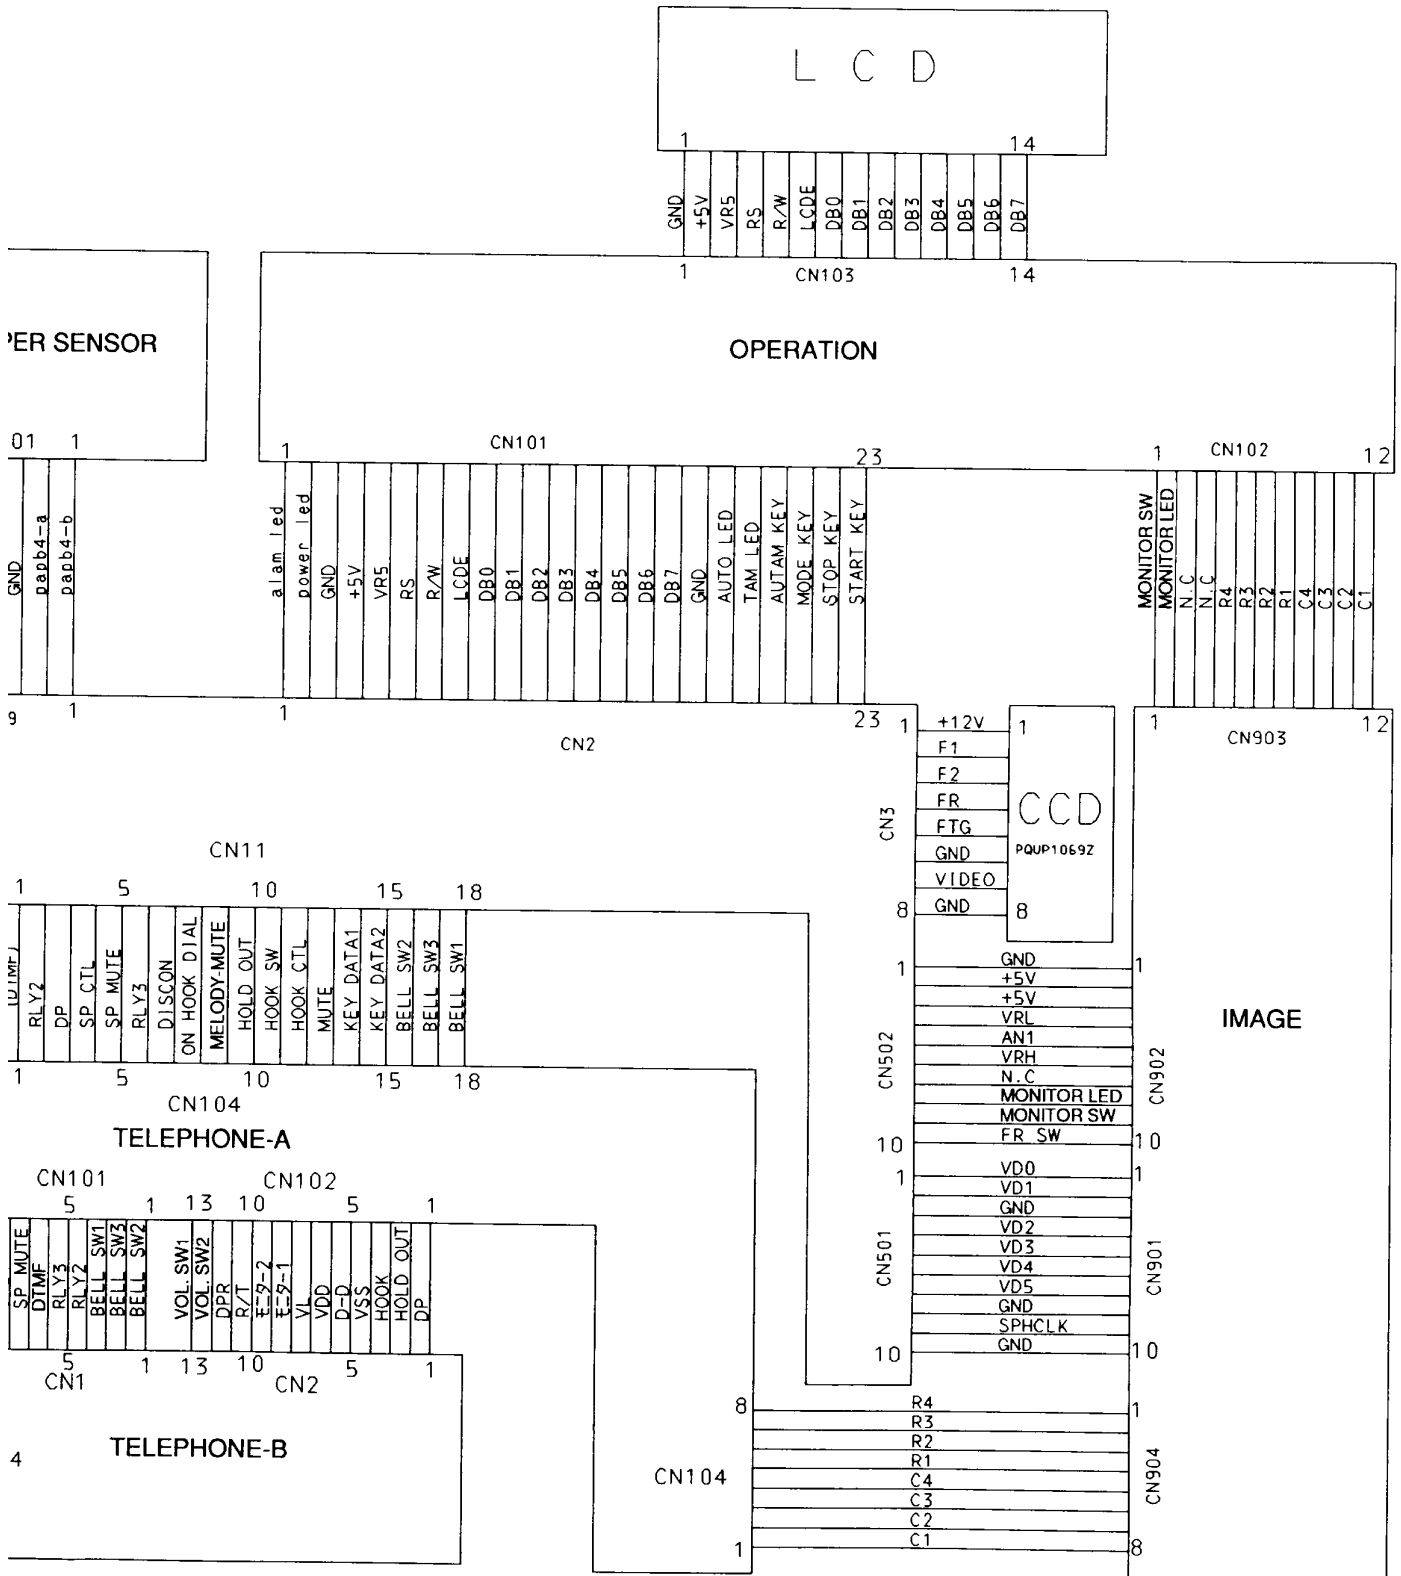 L C D
1 14
GND
+5V
VR5
RS
R/W
LCDE
DB0
DB1
DB2
DB3
DB4
DB5
DB6
DB7
1 CN103 14
PER SENSOR
OPERATION
01 1
1 CN101 23
1 CN102 12
GND
papb4-a
papb4-b
alam led
power led
GND
+5V
VR5
RS
R/W
LCDE
DB0
DB1
DB2
DB3
DB4
DB5
DB6
DB7
GND
AUTO LED
TAM LED
AUTAM KEY
MODE KEY
STOP KEY
START KEY
MONITOR SW
MONITOR LED
N.C
N.C
R4
R3
R2
R1
C4
C3
C2
C1
9 1
1 CN2 23
1 CN903 12
1 +12V 1
F1
F2
FR
FTG
GND
VIDEO
8 GND 8
CN3
CCD
PQUP1069Z
IMAGE
CN11
1 5 10 15 18
(DTMF)
RLY2
DP
SP CTL
SP MUTE
RLY3
DISCON
ON HOOK DIAL
MELODY-MUTE
HOLD OUT
HOOK SW
HOOK CTL
MUTE
KEY DATA1
KEY DATA2
BELL SW2
BELL SW3
BELL SW1
1 5 10 15 18
CN104
TELEPHONE-A
1 GND 1
+5V
+5V
VRL
AN1
VRH
N.C
MONITOR LED
MONITOR SW
10 FR SW 10
CN502
CN902
1 VD0 1
VD1
GND
VD2
VD3
VD4
VD5
GND
SPHCLK
10 GND 10
CN501
CN901
CN101 CN102
5 1 13 10 5 1
SP MUTE
DTMF
RLY3
RLY2
BELL SW1
BELL SW3
BELL SW2
VOL.SW1
VOL.SW2
DPR
R/T
モニター2
モニター1
VL
VDD
D-D
VSS
HOOK
HOLD OUT
DP
5 1 13 10 5 1
CN1 CN2
4
TELEPHONE-B
8 R4 1
R3
R2
R1
C4
C3
C2
1 C1 8
CN104
CN904